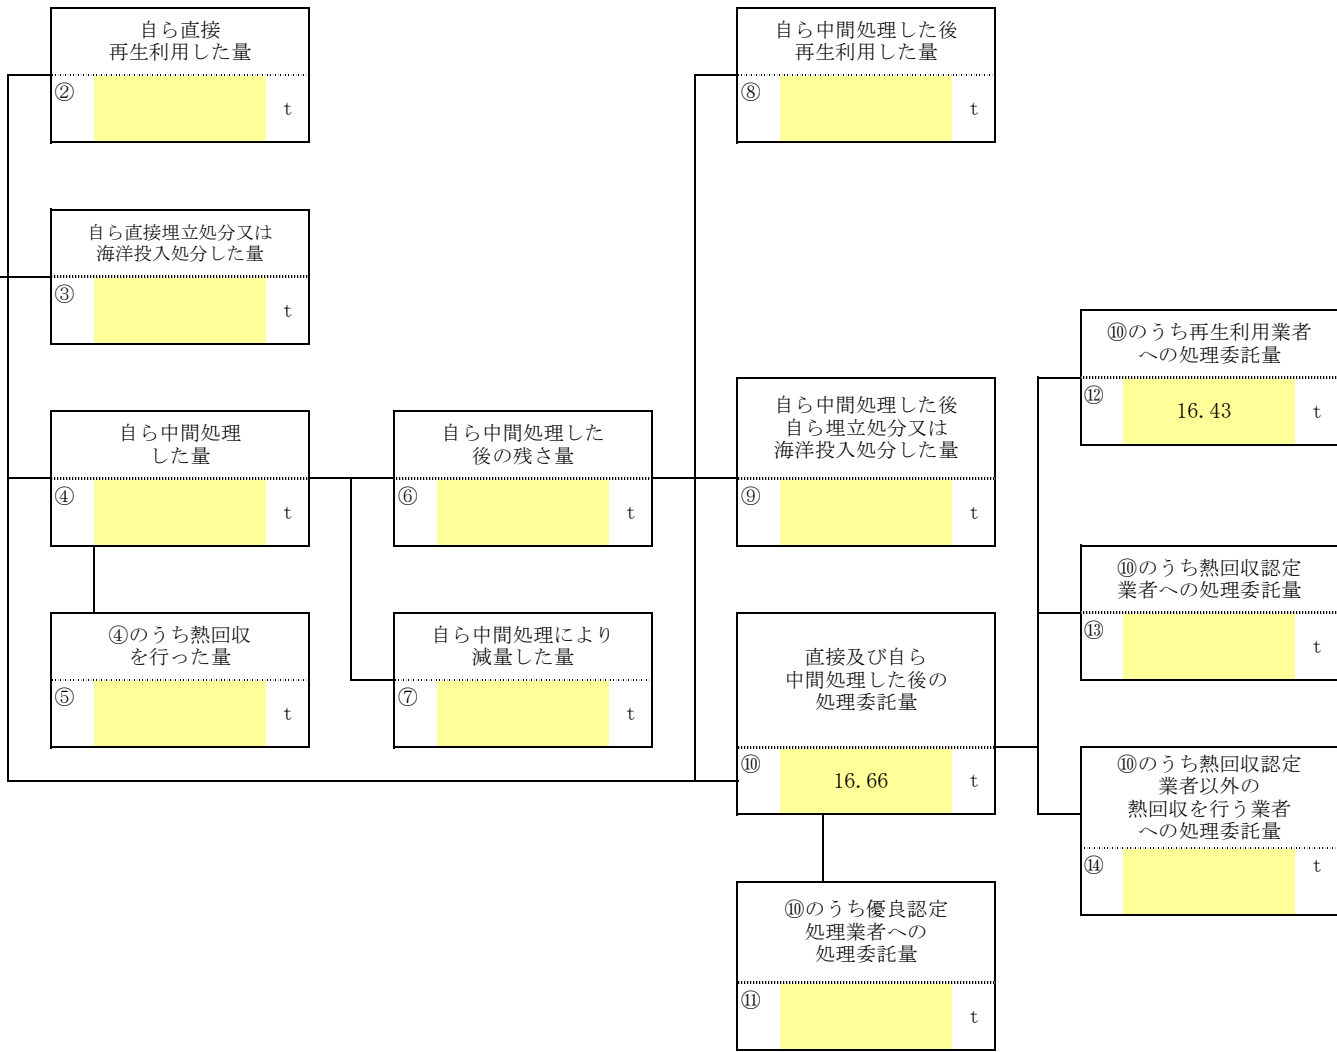 自ら直接
再生利用した量
②
t
自ら中間処理した後
再生利用した量
⑧
t
自ら直接埋立処分又は
海洋投入処分した量
③
t
⑩のうち再生利用業者
への処理委託量
⑫
16.43
t
自ら中間処理
した量
④
t
自ら中間処理した
後の残さ量
⑥
t
自ら中間処理した後
自ら埋立処分又は
海洋投入処分した量
⑨
t
⑩のうち熱回収認定
業者への処理委託量
⑬
t
④のうち熱回収
を行った量
⑤
t
自ら中間処理により
減量した量
⑦
t
直接及び自ら
中間処理した後の
処理委託量
⑩
16.66
t
⑩のうち熱回収認定
業者以外の
熱回収を行う業者
への処理委託量
⑭
t
⑩のうち優良認定
処理業者への
処理委託量
⑪
t